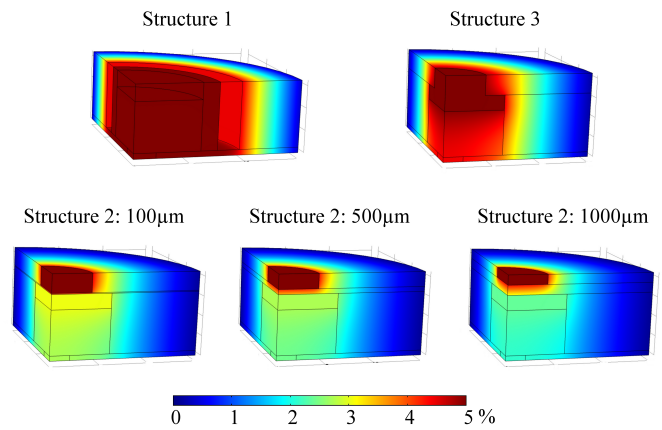 Structure 1 Structure 3
Structure 2: 100µm Structure 2: 500µm Structure 2: 1000µm
0 1 2 3 4 5 %